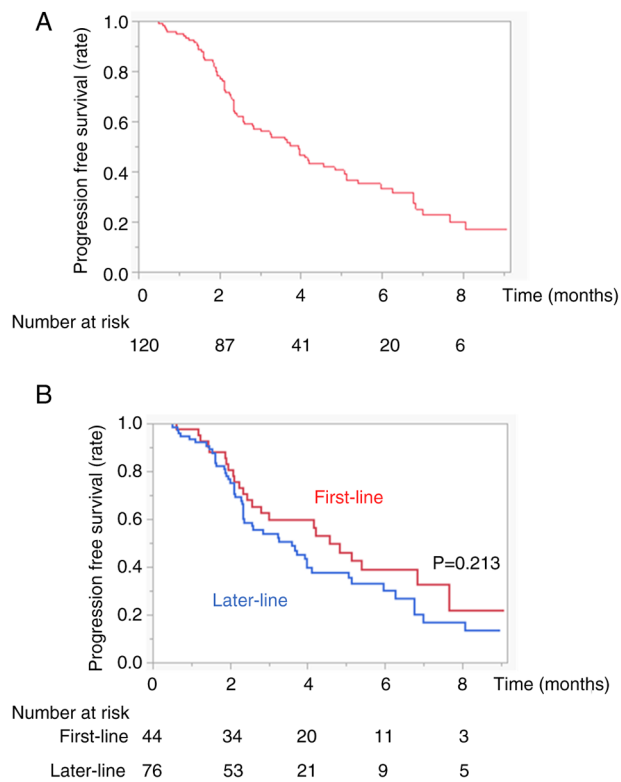 A
Progression free survival (rate)
1.0
0.8
0.6
0.4
0.2
0.0
0 2 4 6 8 Time (months)
Number at risk
120 87 41 20 6
B
Progression free survival (rate)
1.0
0.8
0.6
0.4
0.2
0.0
First-line
P=0.213
Later-line
0 2 4 6 8 Time (months)
Number at risk
First-line 44 34 20 11 3
Later-line 76 53 21 9 5